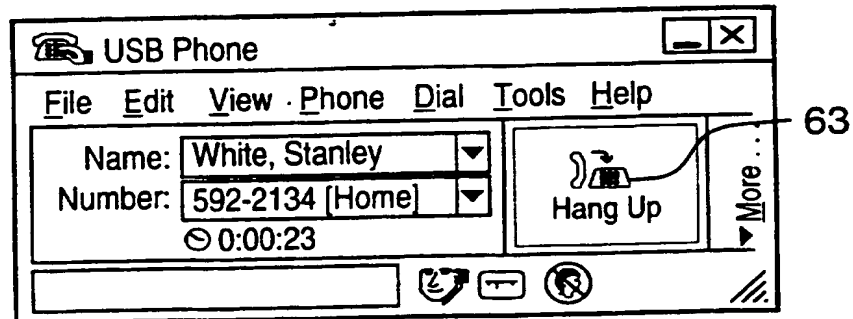 USB Phone
File Edit View Phone Dial Tools Help
Name: White, Stanley
Number: 592-2134 [Home]
0:00:23
Hang Up
More...
63